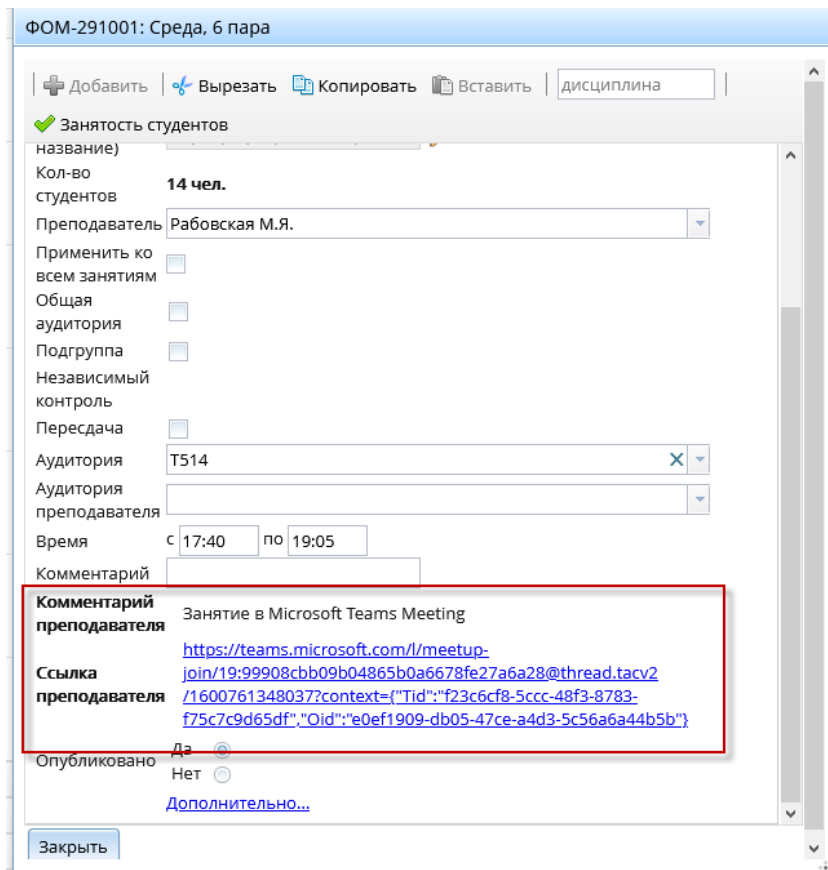 ФОМ-291001: Среда, 6 пара
Добавить Вырезать Копировать Вставить дисциплина
Занятость студентов
название)
Кол-во
студентов
14 чел.
Преподаватель Рабовская М.Я.
Применить ко
всем занятиям
Общая
аудитория
Подгруппа
Независимый
контроль
Пересдача
Аудитория T514
Аудитория
преподавателя
Время с 17:40 по 19:05
Комментарий
Комментарий
преподавателя
Занятие в Microsoft Teams Meeting
Ссылка
преподавателя
https://teams.microsoft.com/l/meetup-
join/19:99908cbb09b04865b0a6678fe27a6a28@thread.tacv2
/1600761348037?context={"Tid":"f23c6cf8-5ccc-48f3-8783-
f75c7c9d65df","Oid":"e0ef1909-db05-47ce-a4d3-5c56a6a44b5b"}
Опубликовано
Да
Нет
Дополнительно...
Закрыть